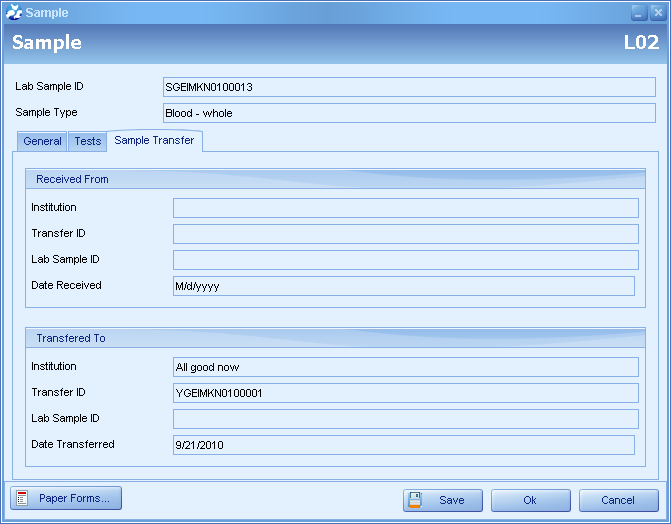 Sample
Sample L02
Lab Sample ID SGEIMKN0100013
Sample Type Blood - whole
General Tests Sample Transfer
Received From
Institution
Transfer ID
Lab Sample ID
Date Received M/d/yyyy
Transfered To
Institution All good now
Transfer ID YGEIMKN0100001
Lab Sample ID
Date Transferred 9/21/2010
Paper Forms... Save Ok Cancel